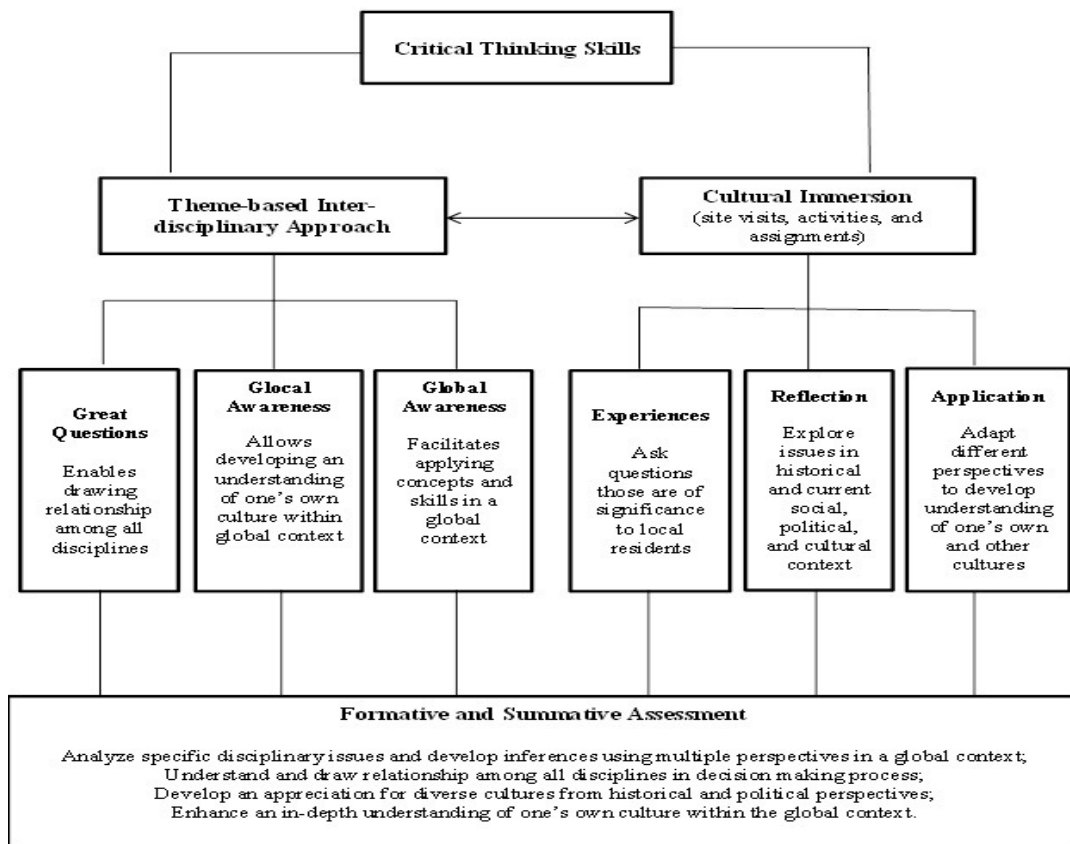 Critical Thinking Skills
Theme-based Inter-
disciplinary Approach
Cultural Immersion
(site visits, activities, and
assignments)
Great
Questions
Enables
drawing
relationship
among all
disciplines
Glocal
Awareness
Allows
developing an
understanding
of one's own
culture within
global context
Global
Awareness
Facilitates
applying
concepts and
skills in a
global
context
Experiences
Ask
questions
those are of
significance
to local
residents
Reflection
Explore
issues in
historical
and current
social,
political,
and cultural
context
Application
Adapt
different
perspectives
to develop
understanding
of one's own
and other
cultures
Formative and Summative Assessment
Analyze specific disciplinary issues and develop inferences using multiple perspectives in a global context;
Understand and draw relationship among all disciplines in decision making process;
Develop an appreciation for diverse cultures from historical and political perspectives;
Enhance an in-depth understanding of one's own culture within the global context.